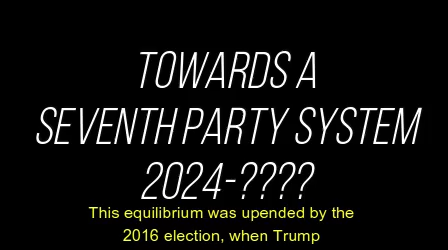 TOWARDS A
SEVENTH PARTY SYSTEM
2024-????
This equilibrium was upended by the
2016 election, when Trump